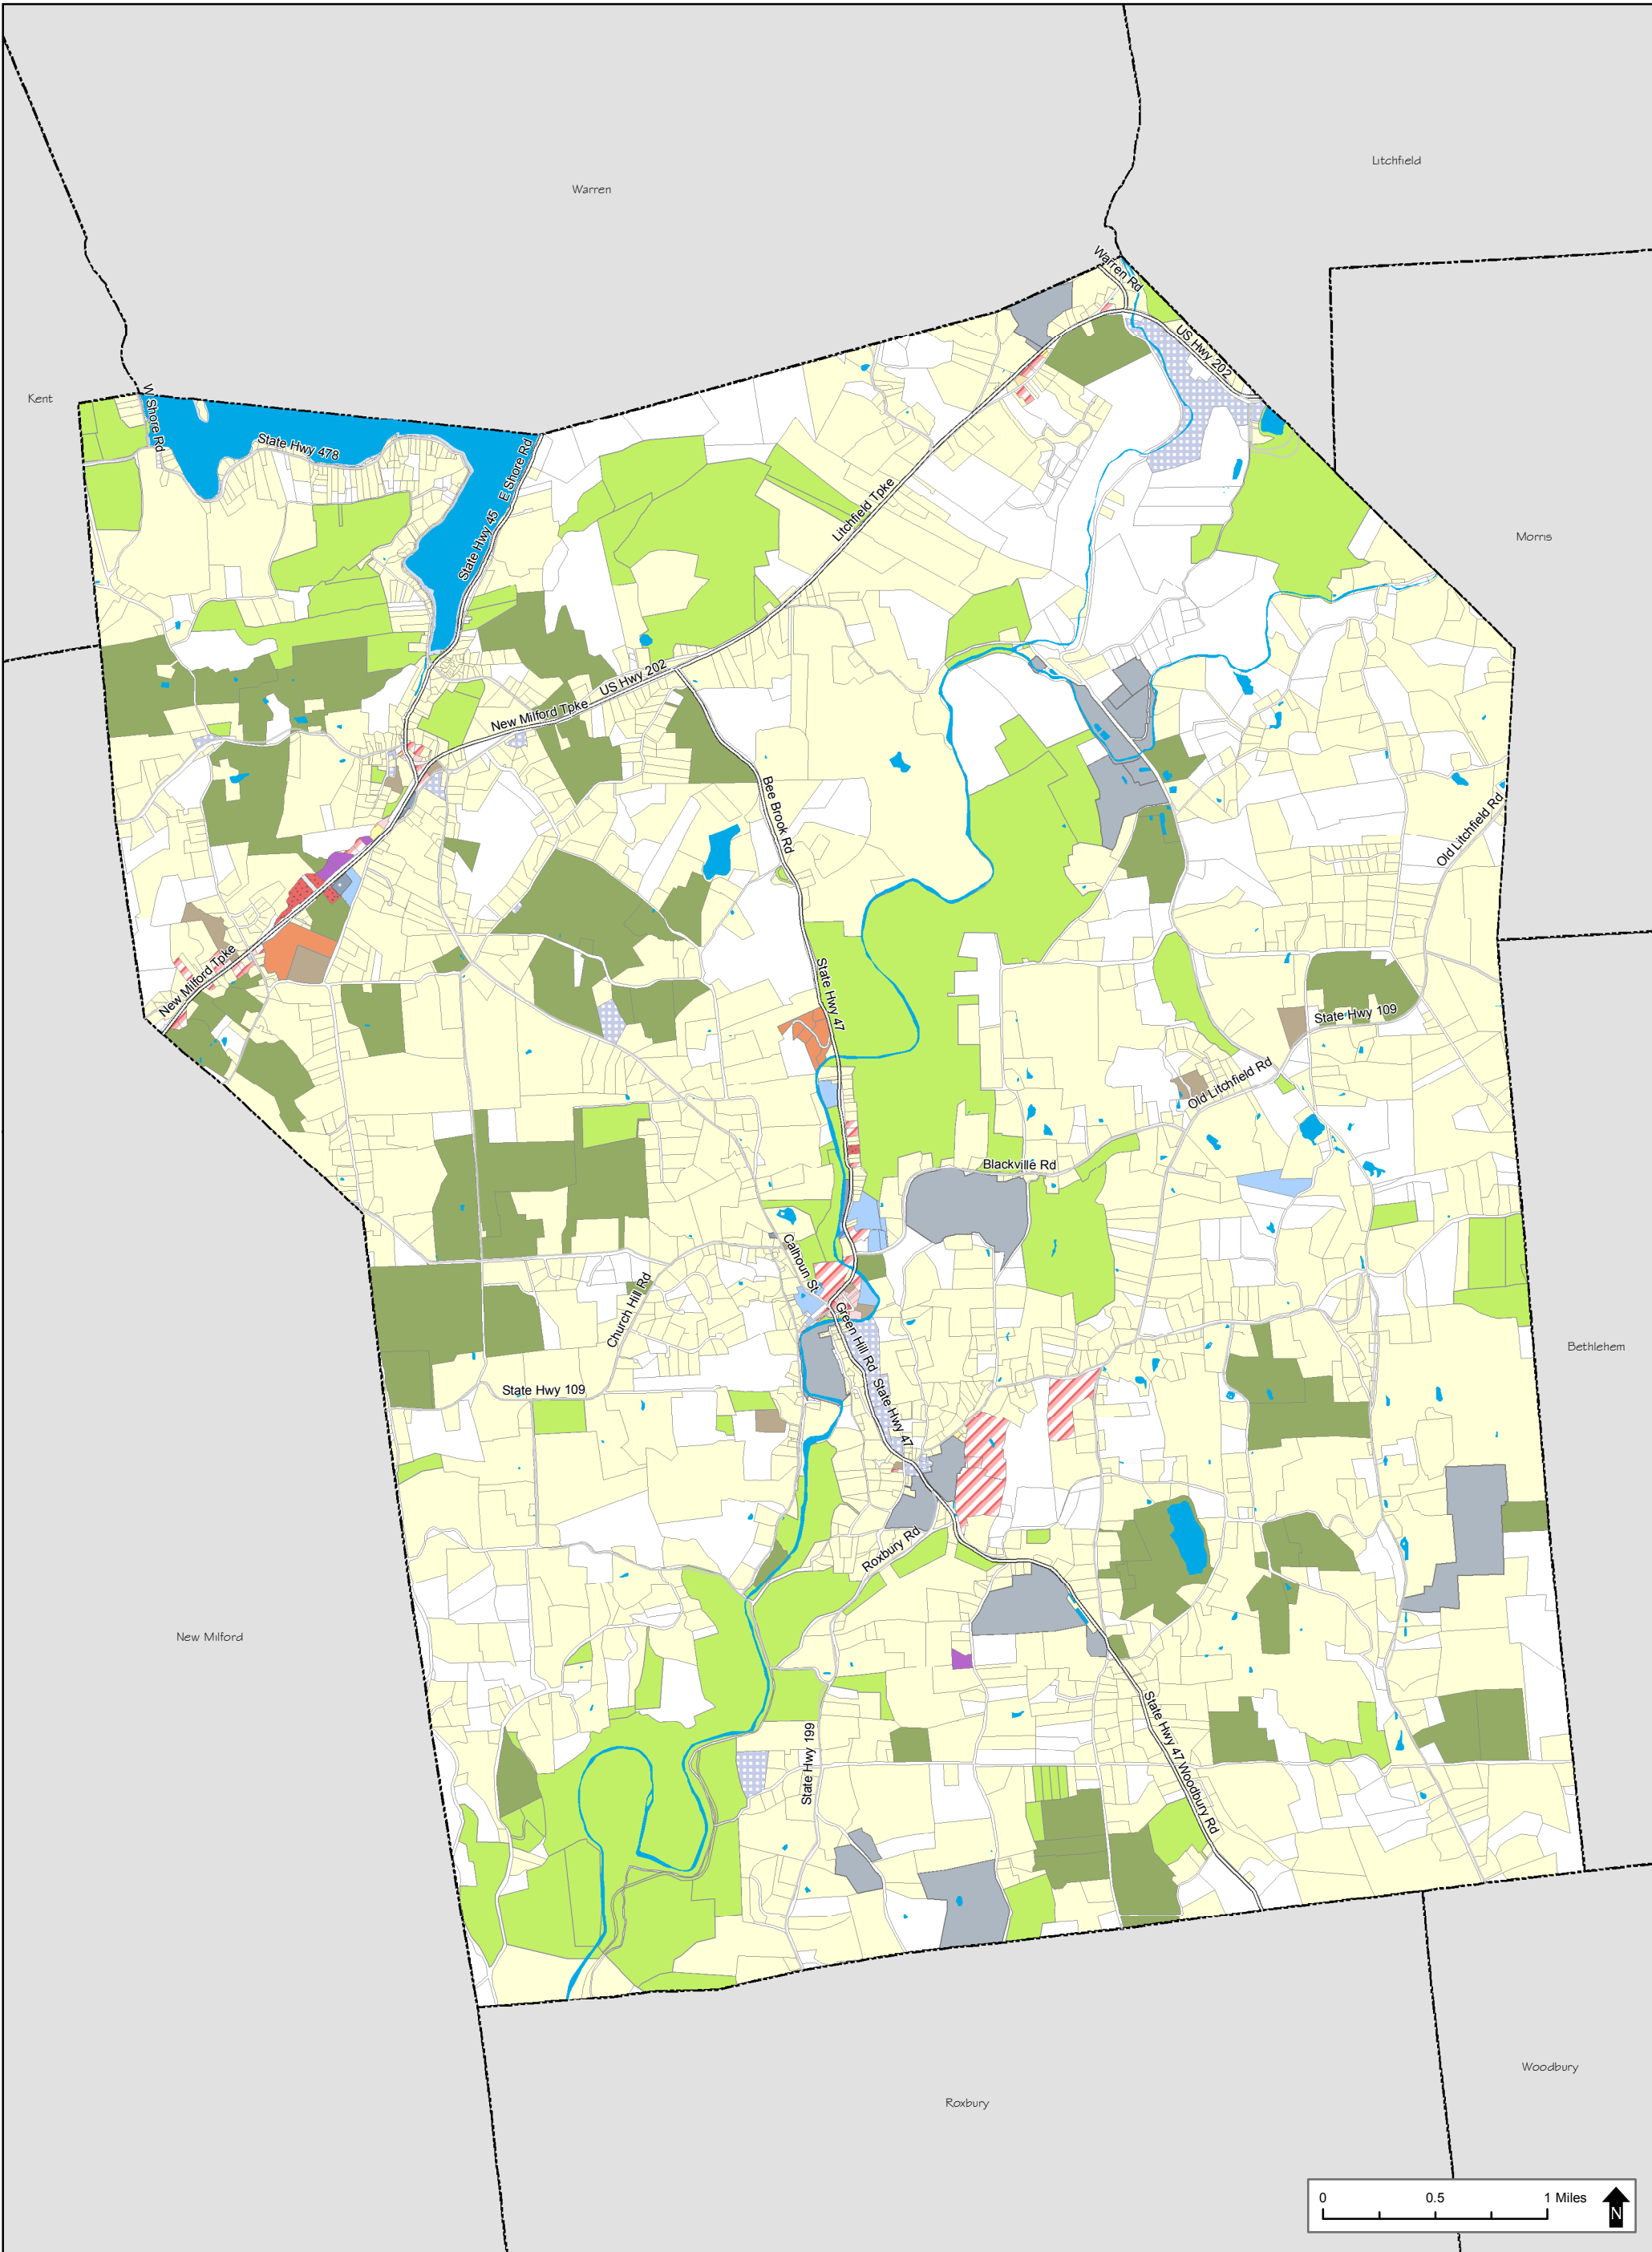 Litchfield
Warren
Warren Rd
US Hwy 202
Kent
W Shore Rd
State Hwy 478
State Hwy 45
E Shore Rd
Litchfield Tpke
Morris
US Hwy 202
New Milford Tpke
Bee Brook Rd
Old Litchfield Rd
New Milford Tpke
State Hwy 47
State Hwy 109
Old Litchfield Rd
Blackville Rd
Calhoun St
Church Hill Rd
Green Hill Rd
State Hwy 47
Bethlehem
State Hwy 109
Roxbury Rd
New Milford
State Hwy 199
State Hwy 47
Woodbury Rd
Woodbury
Roxbury
0 0.5 1 Miles
N